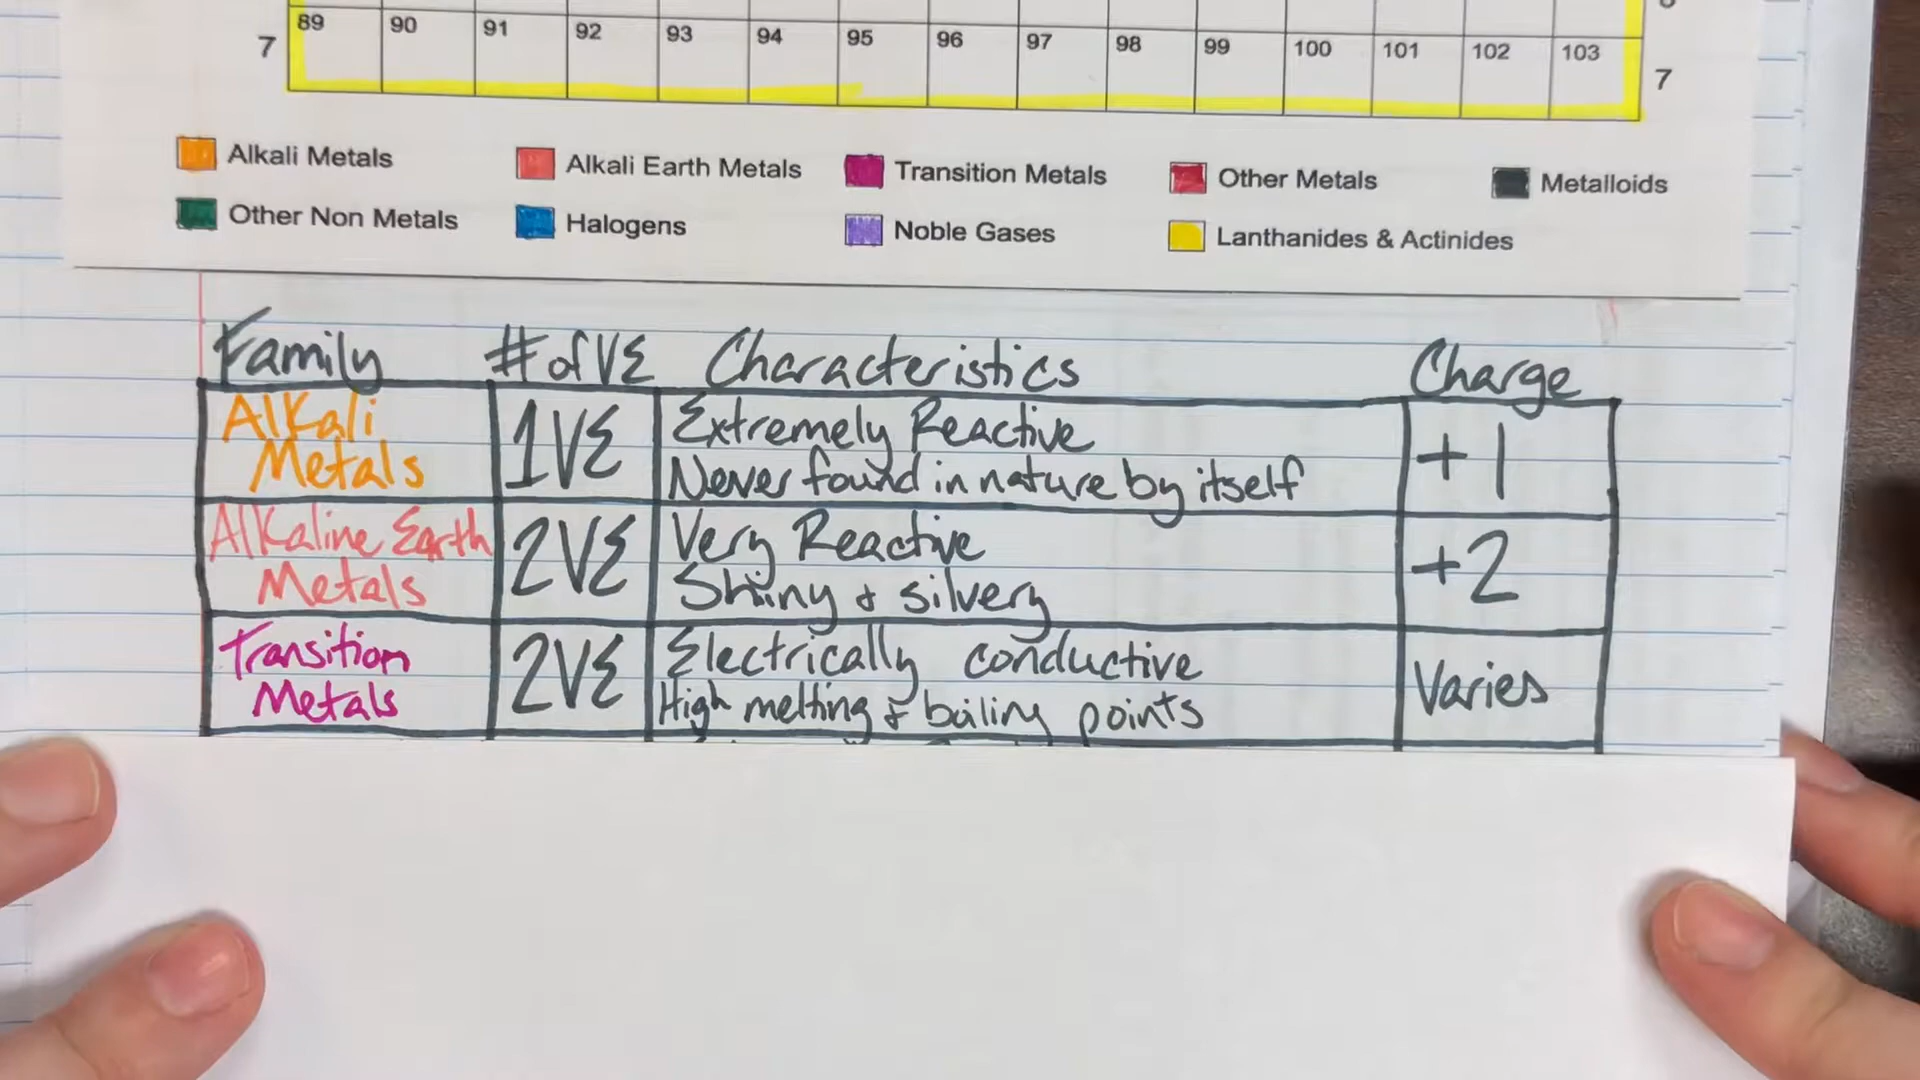 7 89 90 91 92 93 94 95 96 97 98 99 100 101 102 103 7
Alkali Metals Alkali Earth Metals Transition Metals Other Metals Metalloids
Other Non Metals Halogens Noble Gases Lanthanides & Actinides
Family # of VE Characteristics Charge
Alkali
Metals
1VE
Extremely Reactive
Never found in nature by itself
+1
Alkaline Earth
Metals
2VE
Very Reactive
Shiny & silvery
+2
Transition
Metals
2VE
Electrically conductive
High melting & boiling points
Varies